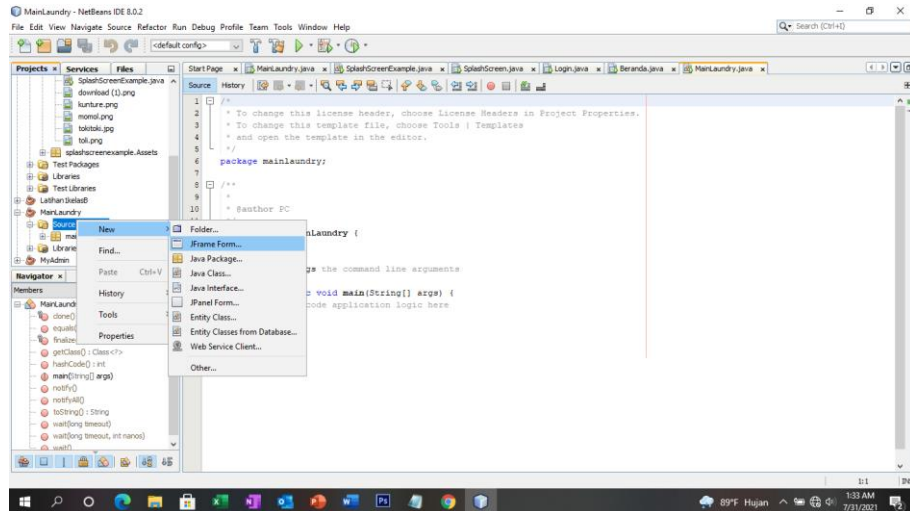 MainLaundry - NetBeans IDE 8.0.2
File Edit View Navigate Source Refactor Run Debug Profile Team Tools Window Help
Search (Ctrl+I)
<default config>
Projects Services Files
Start Page MainLaundry.java SplashScreenExample.java SplashScreen.java Login.java Beranda.java MainLaundry.java
Source History
SplashScreenExample.java
download (1).png
kunture.png
momol.png
toli.png
splashscreenexample.Assets
Test Packages
Libraries
Test Libraries
Latihan1kelasB
MainLaundry
Source
Librarie
MyAdmin
1 /*
2 * To change this license header, choose License Headers in Project Properties.
3 * To change this template file, choose Tools | Templates
4 * and open the template in the editor.
5 */
6 package mainlaundry;
7
8 /**
9 *
10 * @author PC
nLaundry {
gs the command line arguments
c void main(String[] args) {
code application logic here
New
Find...
Paste Ctrl+V
History
Tools
Properties
Folder...
JFrame Form...
Java Package...
Java Class...
Java Interface...
JPanel Form...
Entity Class...
Entity Classes from Database...
Web Service Client...
Other...
Navigator
Members
MainLaund
clone()
equals(
finalize
getClass() : Class<?>
hashCode() : int
main(String[] args)
notify()
notifyAll()
toString() : String
wait(long timeout)
wait(long timeout, int nanos)
wait()
1:1
89°F Hujan
1:33 AM
7/31/2021